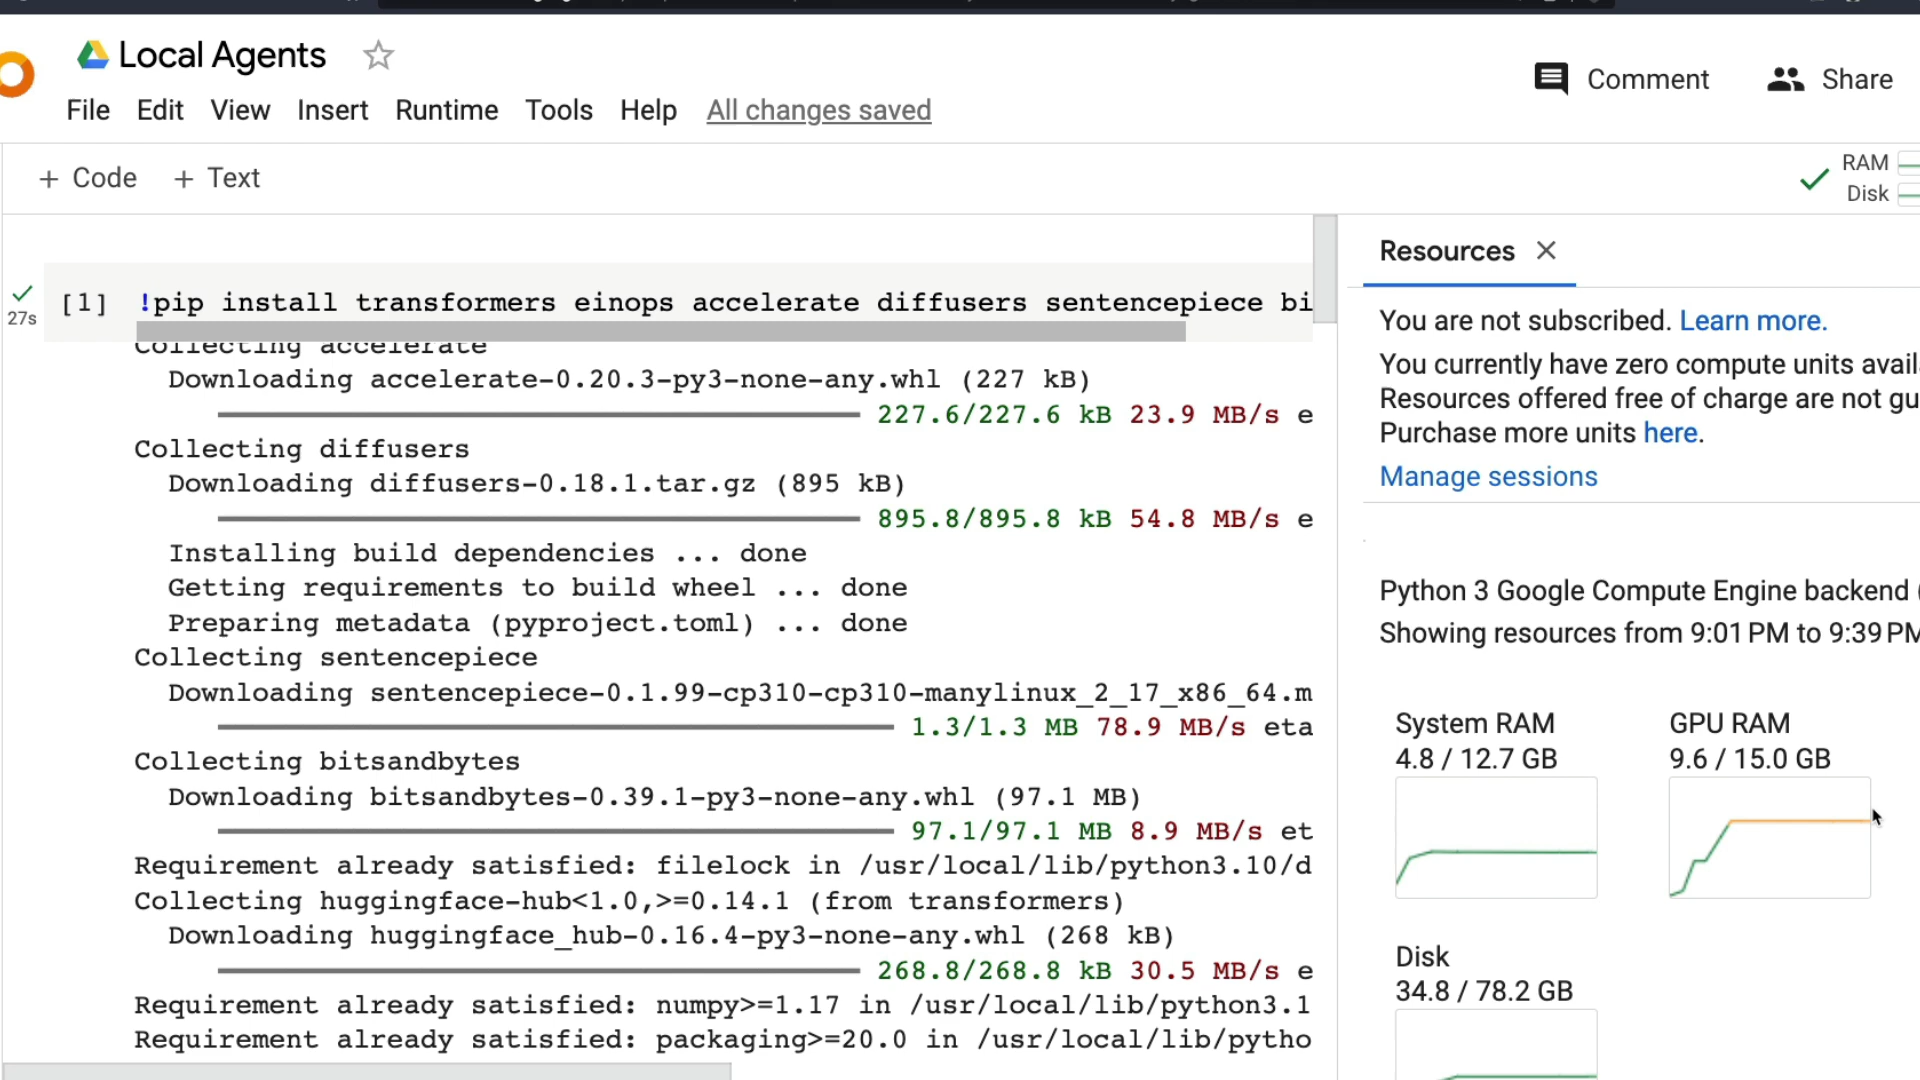 Local Agents
File Edit View Insert Runtime Tools Help All changes saved
Comment Share
+ Code + Text
RAM
Disk
[1] !pip install transformers einops accelerate diffusers sentencepiece bi
27s
Collecting accelerate
Downloading accelerate-0.20.3-py3-none-any.whl (227 kB)
227.6/227.6 kB 23.9 MB/s e
Collecting diffusers
Downloading diffusers-0.18.1.tar.gz (895 kB)
895.8/895.8 kB 54.8 MB/s e
Installing build dependencies ... done
Getting requirements to build wheel ... done
Preparing metadata (pyproject.toml) ... done
Collecting sentencepiece
Downloading sentencepiece-0.1.99-cp310-cp310-manylinux_2_17_x86_64.m
1.3/1.3 MB 78.9 MB/s eta
Collecting bitsandbytes
Downloading bitsandbytes-0.39.1-py3-none-any.whl (97.1 MB)
97.1/97.1 MB 8.9 MB/s et
Requirement already satisfied: filelock in /usr/local/lib/python3.10/d
Collecting huggingface-hub<1.0,>=0.14.1 (from transformers)
Downloading huggingface_hub-0.16.4-py3-none-any.whl (268 kB)
268.8/268.8 kB 30.5 MB/s e
Requirement already satisfied: numpy>=1.17 in /usr/local/lib/python3.1
Requirement already satisfied: packaging>=20.0 in /usr/local/lib/pytho
Resources
You are not subscribed. Learn more.
You currently have zero compute units avail
Resources offered free of charge are not gu
Purchase more units here.
Manage sessions
Python 3 Google Compute Engine backend (
Showing resources from 9:01 PM to 9:39 PM
System RAM
4.8 / 12.7 GB
GPU RAM
9.6 / 15.0 GB
Disk
34.8 / 78.2 GB